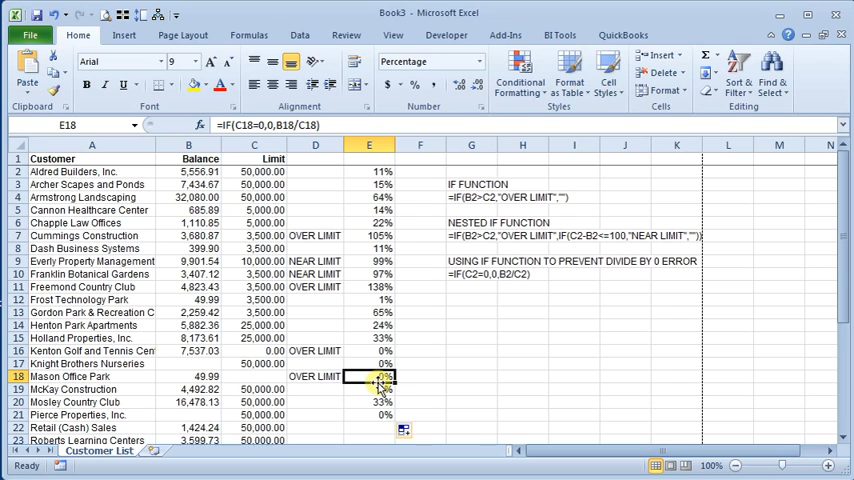 Book3 - Microsoft Excel
File Home Insert Page Layout Formulas Data Review View Developer Add-Ins BI Tools QuickBooks
Paste Arial 9 Percentage Conditional Formatting Format as Table Cell Styles Insert Delete Format Sort & Filter Find & Select
Clipboard Font Alignment Number Styles Cells Editing
E18 fx =IF(C18=0,0,B18/C18)
A B C D E F G H I J K L M N
1 Customer Balance Limit
2 Aldred Builders, Inc. 5,556.91 50,000.00 11%
3 Archer Scapes and Ponds 7,434.67 50,000.00 15% IF FUNCTION
4 Armstrong Landscaping 32,080.00 50,000.00 64% =IF(B2>C2,"OVER LIMIT","")
5 Cannon Healthcare Center 685.89 5,000.00 14%
6 Chapple Law Offices 1,110.85 5,000.00 22% NESTED IF FUNCTION
7 Cummings Construction 3,680.87 3,500.00 OVER LIMIT 105% =IF(B2>C2,"OVER LIMIT",IF(C2-B2<=100,"NEAR LIMIT",""))
8 Dash Business Systems 399.90 3,500.00 11%
9 Everly Property Management 9,901.54 10,000.00 NEAR LIMIT 99% USING IF FUNCTION TO PREVENT DIVIDE BY 0 ERROR
10 Franklin Botanical Gardens 3,407.12 3,500.00 NEAR LIMIT 97% =IF(C2=0,0,B2/C2)
11 Freemond Country Club 4,823.43 3,500.00 OVER LIMIT 138%
12 Frost Technology Park 49.99 3,500.00 1%
13 Gordon Park & Recreation C 2,259.42 3,500.00 65%
14 Henton Park Apartments 5,882.36 25,000.00 24%
15 Holland Properties, Inc. 8,173.61 25,000.00 33%
16 Kenton Golf and Tennis Cent 7,537.03 0.00 OVER LIMIT 0%
17 Knight Brothers Nurseries 50,000.00 0%
18 Mason Office Park 49.99 OVER LIMIT 0%
19 McKay Construction 4,492.82 50,000.00
20 Mosley Country Club 16,478.13 50,000.00 33%
21 Pierce Properties, Inc. 50,000.00 0%
22 Retail (Cash) Sales 1,424.24 50,000.00
23 Roberts Learning Centers 3,599.73 50,000.00
Customer List
Ready 100%